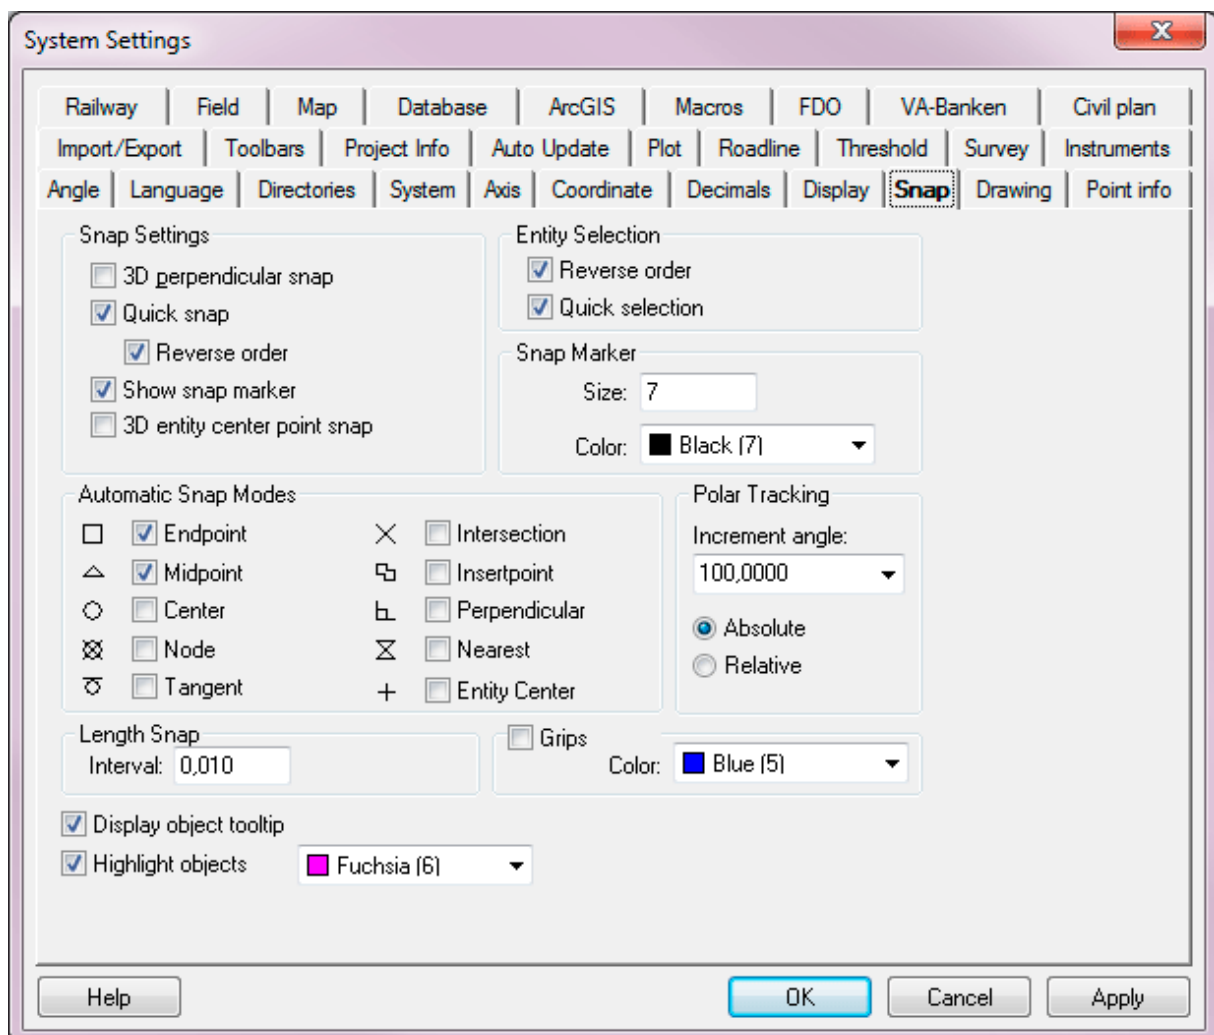 System Settings
Railway Field Map Database ArcGIS Macros FDO VA-Banken Civil plan
Import/Export Toolbars Project Info Auto Update Plot Roadline Threshold Survey Instruments
Angle Language Directories System Axis Coordinate Decimals Display Snap Drawing Point info
Snap Settings
3D perpendicular snap
Quick snap
Reverse order
Show snap marker
3D entity center point snap
Entity Selection
Reverse order
Quick selection
Snap Marker
Size: 7
Color: Black (7)
Automatic Snap Modes
Endpoint Intersection
Midpoint Insertpoint
Center Perpendicular
Node Nearest
Tangent Entity Center
Polar Tracking
Increment angle:
100,0000
Absolute
Relative
Length Snap
Interval: 0,010
Grips
Color: Blue (5)
Display object tooltip
Highlight objects Fuchsia (6)
Help OK Cancel Apply